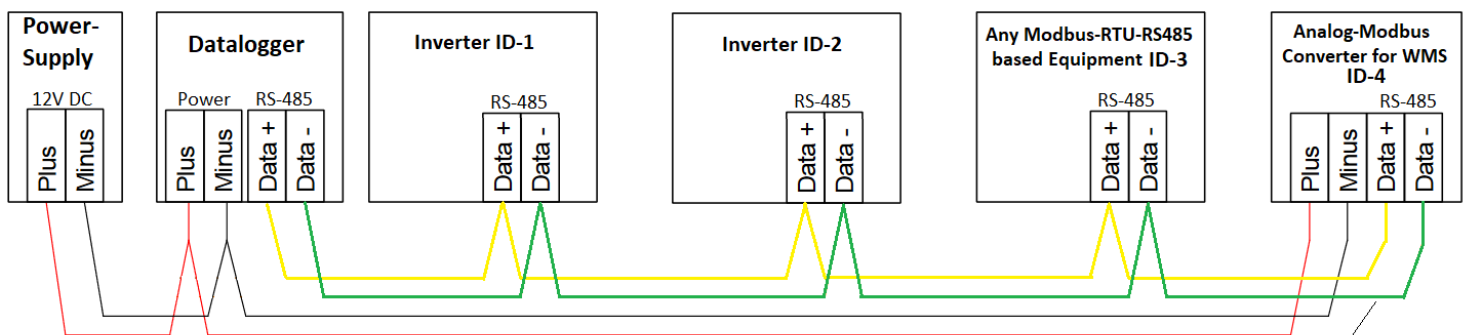 Power-
Supply
12V DC
Plus
Minus
Datalogger
Power
RS-485
Plus
Minus
Data +
Data -
Inverter ID-1
RS-485
Data +
Data -
Inverter ID-2
RS-485
Data +
Data -
Any Modbus-RTU-RS485
based Equipment ID-3
RS-485
Data +
Data -
Analog-Modbus
Converter for WMS
ID-4
RS-485
Plus
Minus
Data +
Data -